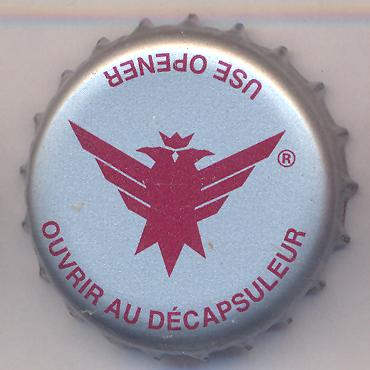 USE OPENER
®
OUVRIR AU DÉCAPSULEUR